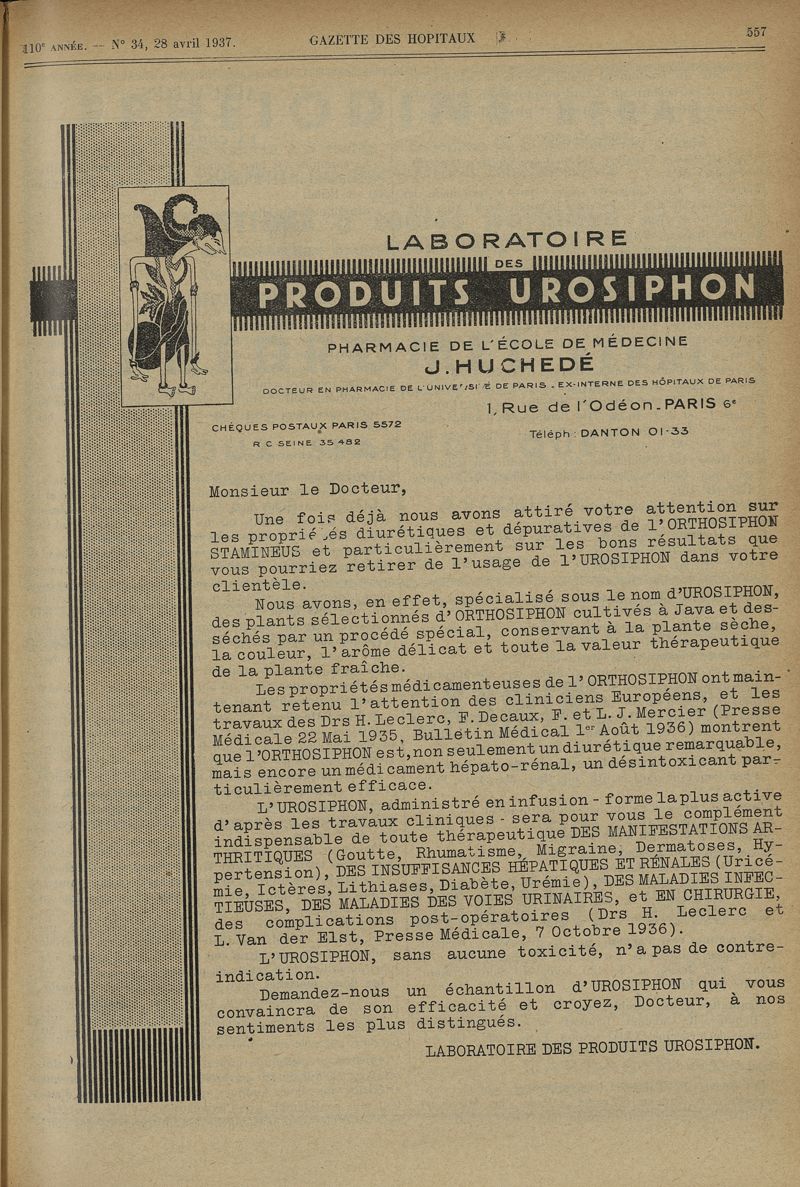 110e ANNÉE. — N° 34, 28 avril 1937.
GAZETTE DES HOPITAUX
557
LABORATOIRE
DES
PRODUITS UROSIPHON
PHARMACIE DE L'ÉCOLE DE MÉDECINE
J. HUCHEDÉ
DOCTEUR EN PHARMACIE DE L'UNIVERSITÉ DE PARIS - EX-INTERNE DES HÔPITAUX DE PARIS
1, Rue de l'Odéon - PARIS 6e
CHÉQUES POSTAUX PARIS 5572
R C SEINE 35 482
Téléph : DANTON 01-33
Monsieur le Docteur,
Une fois déjà nous avons attiré votre attention sur
les propriétés diurétiques et dépuratives de l'ORTHOSIPHON
STAMINEUS et particulièrement sur les bons résultats que
vous pourriez retirer de l'usage de l'UROSIPHON dans votre
clientèle.
Nous avons, en effet, spécialisé sous le nom d'UROSIPHON,
des plants sélectionnés d'ORTHOSIPHON cultivés à Java et des-
séchés par un procédé spécial, conservant à la plante sèche,
la couleur, l'arôme délicat et toute la valeur thérapeutique
de la plante fraîche.
Les propriétés médicamenteuses de l'ORTHOSIPHON ont main-
tenant retenu l'attention des cliniciens Européens, et les
travaux des Drs H. Leclerc, F. Decaux, F. et L. J. Mercier (Presse
Médicale 22 Mai 1935, Bulletin Médical 1er Août 1936) montrent
que l'ORTHOSIPHON est, non seulement un diurétique remarquable,
mais encore un médicament hépato-rénal, un désintoxicant par-
ticulièrement efficace.
L'UROSIPHON, administré en infusion - forme la plus active
d'après les travaux cliniques - sera pour vous le complément
indispensable de toute thérapeutique DES MANIFESTATIONS AR-
THRITIQUES (Goutte, Rhumatisme, Migraine, Dermatoses, Hy-
pertension), DES INSUFFISANCES HÉPATIQUES ET RÉNALES (Uricé-
mie, Ictères, Lithiases, Diabète, Urémie), DES MALADIES INFEC-
TIEUSES, DES MALADIES DES VOIES URINAIRES, et EN CHIRURGIE,
des complications post-opératoires (Drs H. Leclerc et
L. Van der Elst, Presse Médicale, 7 Octobre 1936).
L'UROSIPHON, sans aucune toxicité, n'a pas de contre-
indication.
Demandez-nous un échantillon d'UROSIPHON qui vous
convaincra de son efficacité et croyez, Docteur, à nos
sentiments les plus distingués.
LABORATOIRE DES PRODUITS UROSIPHON.